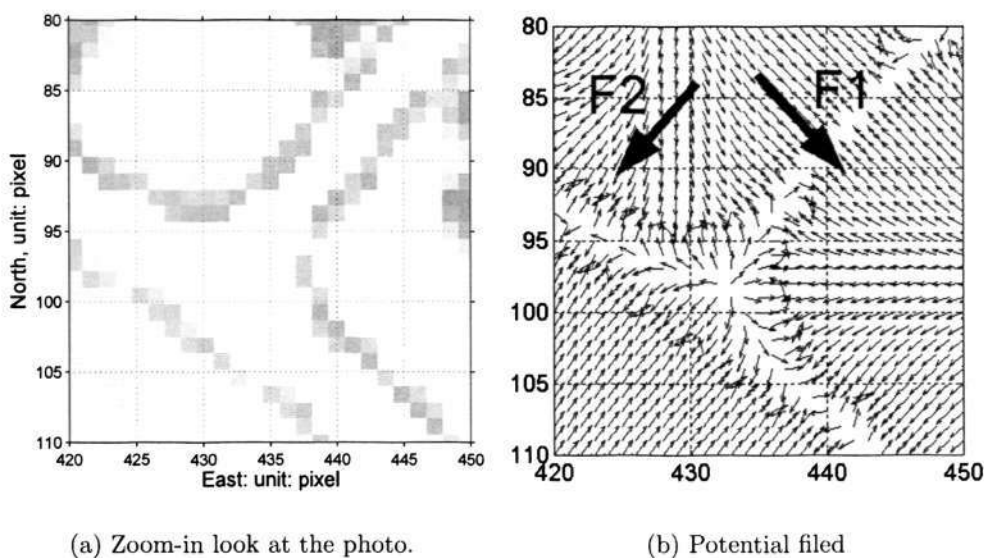 80
85
90
95
100
105
110
North, unit: pixel
420 425 430 435 440 445 450
East: unit: pixel
(a) Zoom-in look at the photo.
80
85
90
95
100
105
110
F2 F1
420 430 440 450
(b) Potential filed